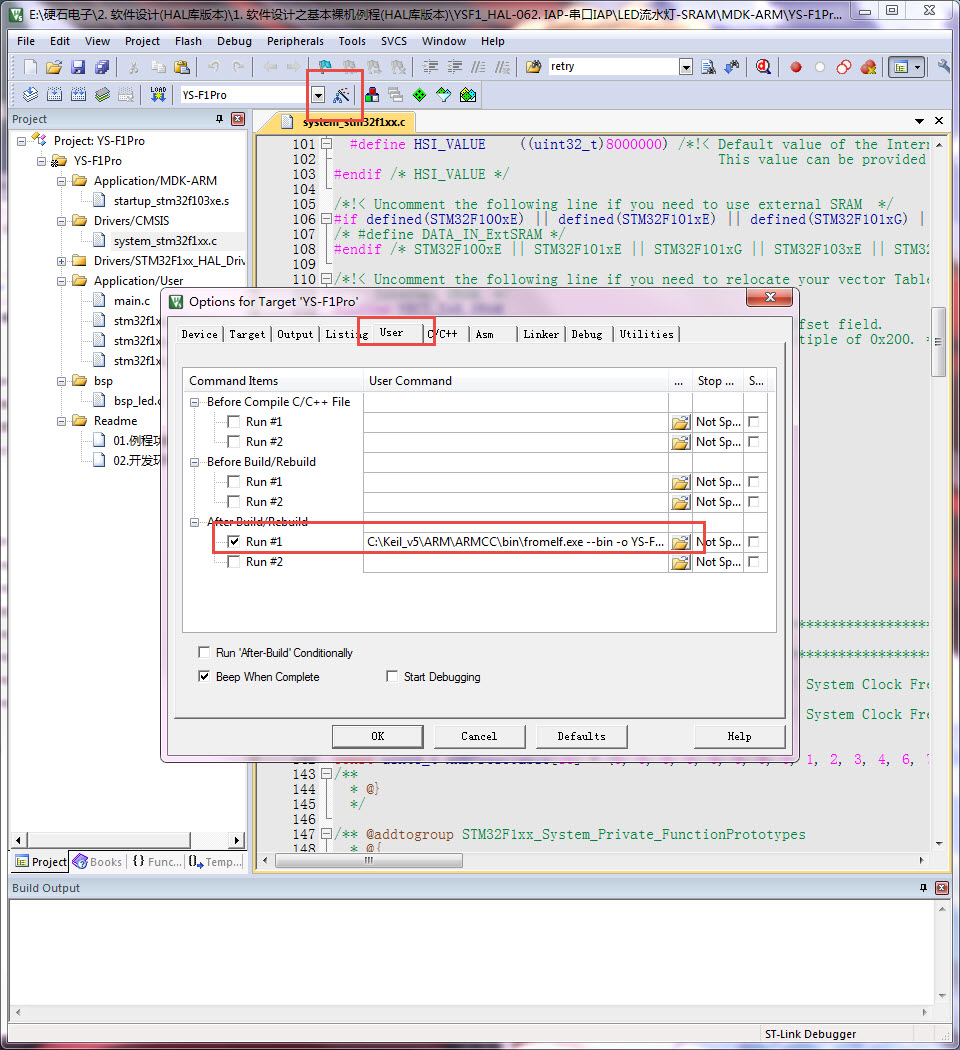 E:\硬石电子\2. 软件设计(HAL库版本)\1. 软件设计之基本裸机例程(HAL库版本)\YSF1_HAL-062. IAP-串口IAP\LED流水灯-SRAM\MDK-ARM\YS-F1Pr...
File Edit View Project Flash Debug Peripherals Tools SVCS Window Help
retry
LOAD YS-F1Pro
Project
system_stm32f1xx.c
Project: YS-F1Pro
YS-F1Pro
Application/MDK-ARM
startup_stm32f103xe.s
Drivers/CMSIS
system_stm32f1xx.c
Drivers/STM32F1xx_HAL_Driv
Application/User
main.c
stm32f1x
stm32f1x
stm32f1x
bsp
bsp_led.c
Readme
01.例程功
02.开发环
101 #define HSI_VALUE ((uint32_t)8000000) /*!< Default value of the Intern
102 This value can be provided
103 #endif /* HSI_VALUE */
104
105 /*!< Uncomment the following line if you need to use external SRAM */
106 #if defined(STM32F100xE) || defined(STM32F101xE) || defined(STM32F101xG) |
107 /* #define DATA_IN_ExtSRAM */
108 #endif /* STM32F100xE || STM32F101xE || STM32F101xG || STM32F103xE || STM32
109
110 /*!< Uncomment the following line if you need to relocate your vector Table
fset field.
tiple of 0x200. *
Options for Target 'YS-F1Pro'
Device Target Output Listing User C/C++ Asm Linker Debug Utilities
Command Items User Command ... Stop ... S...
Before Compile C/C++ File
Run #1 Not Sp...
Run #2 Not Sp...
Before Build/Rebuild
Run #1 Not Sp...
Run #2 Not Sp...
After Build/Rebuild
Run #1 C:\Keil_v5\ARM\ARMCC\bin\fromelf.exe --bin -o YS-F... Not Sp...
Run #2 Not Sp...
Run 'After-Build' Conditionally
Beep When Complete Start Debugging
OK Cancel Defaults Help
System Clock Fre
System Clock Fre
1, 2, 3, 4, 6, 7
143 /**
144 * @}
145 */
146
147 /** @addtogroup STM32F1xx_System_Private_FunctionPrototypes
148 * @{
Project Books {} Func... Temp...
Build Output
ST-Link Debugger